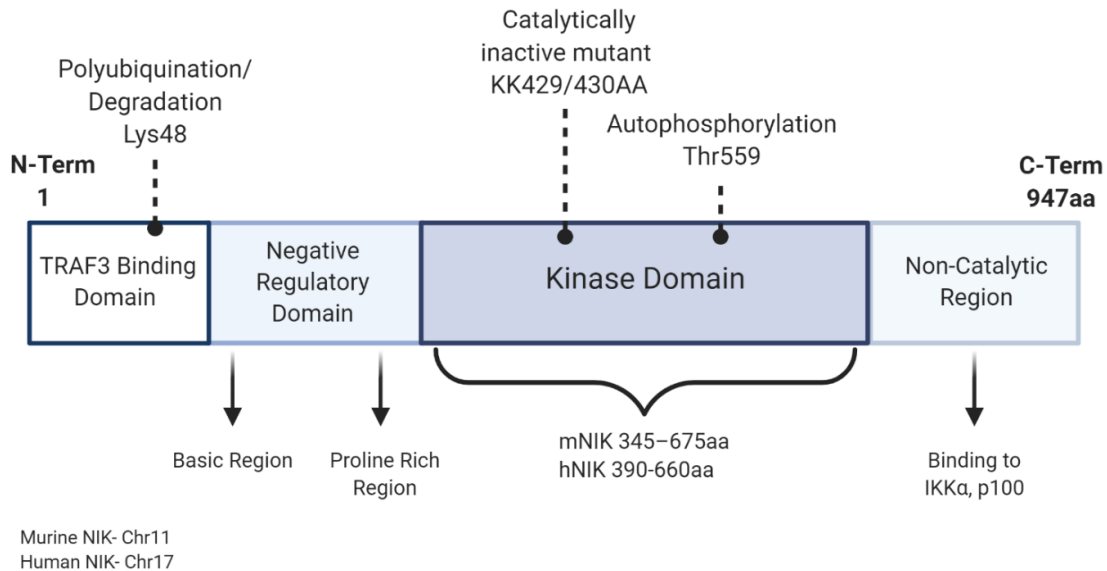 Catalytically
inactive mutant
KK429/430AA
Polyubiquination/
Degradation
Lys48
Autophosphorylation
Thr559
N-Term
1
C-Term
947aa
TRAF3 Binding
Domain
Negative
Regulatory
Domain
Kinase Domain
Non-Catalytic
Region
Basic Region
Proline Rich
Region
mNIK 345–675aa
hNIK 390-660aa
Binding to
IKKα, p100
Murine NIK- Chr11
Human NIK- Chr17